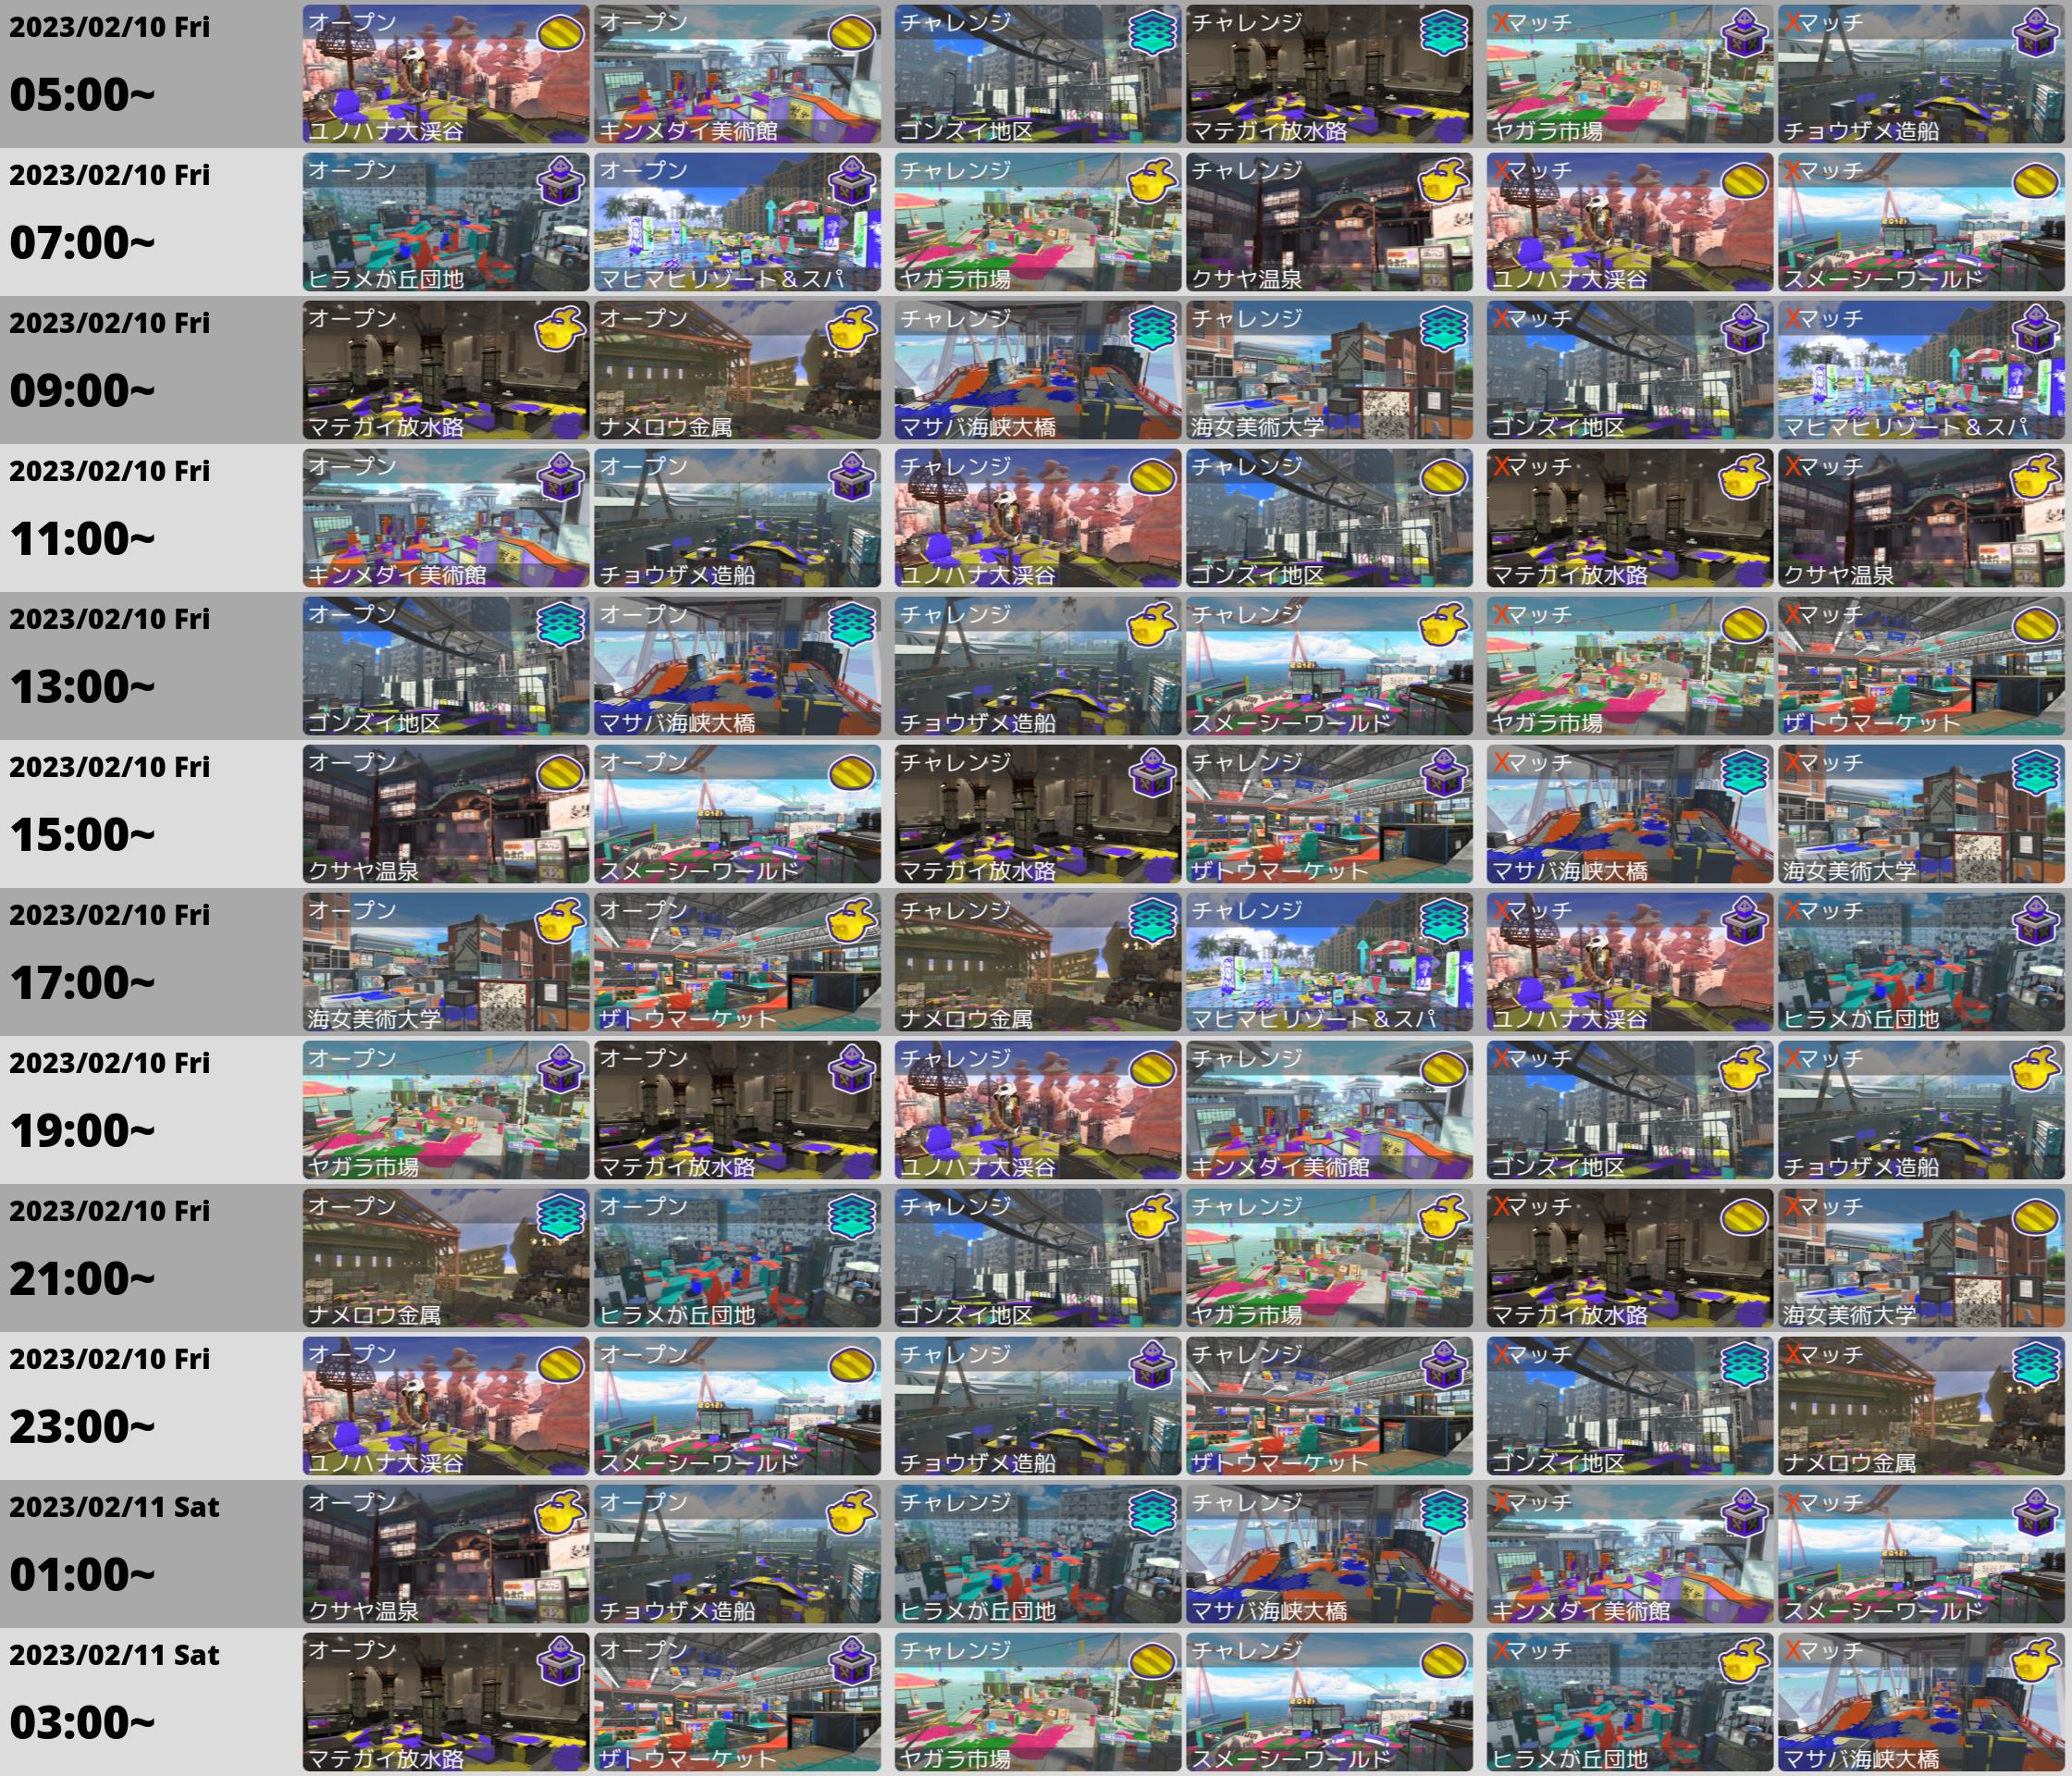 2023/02/10 Fri
05:00~
オープン オープン チャレンジ チャレンジ Xマッチ Xマッチ
ユノハナ大渓谷 キンメダイ美術館 ゴンズイ地区 マテガイ放水路 ヤガラ市場 チョウザメ造船
2023/02/10 Fri
07:00~
オープン オープン チャレンジ チャレンジ Xマッチ Xマッチ
ヒラメが丘団地 マヒマヒリゾート＆スパ ヤガラ市場 クサヤ温泉 ユノハナ大渓谷 スメーシーワールド
2023/02/10 Fri
09:00~
オープン オープン チャレンジ チャレンジ Xマッチ Xマッチ
マテガイ放水路 ナメロウ金属 マサバ海峡大橋 海女美術大学 ゴンズイ地区 マヒマヒリゾート＆スパ
2023/02/10 Fri
11:00~
オープン オープン チャレンジ チャレンジ Xマッチ Xマッチ
キンメダイ美術館 チョウザメ造船 ユノハナ大渓谷 ゴンズイ地区 マテガイ放水路 クサヤ温泉
2023/02/10 Fri
13:00~
オープン オープン チャレンジ チャレンジ Xマッチ Xマッチ
ゴンズイ地区 マサバ海峡大橋 チョウザメ造船 スメーシーワールド ヤガラ市場 ザトウマーケット
2023/02/10 Fri
15:00~
オープン オープン チャレンジ チャレンジ Xマッチ Xマッチ
クサヤ温泉 スメーシーワールド マテガイ放水路 ザトウマーケット マサバ海峡大橋 海女美術大学
2023/02/10 Fri
17:00~
オープン オープン チャレンジ チャレンジ Xマッチ Xマッチ
海女美術大学 ザトウマーケット ナメロウ金属 マヒマヒリゾート＆スパ ユノハナ大渓谷 ヒラメが丘団地
2023/02/10 Fri
19:00~
オープン オープン チャレンジ チャレンジ Xマッチ Xマッチ
ヤガラ市場 マテガイ放水路 ユノハナ大渓谷 キンメダイ美術館 ゴンズイ地区 チョウザメ造船
2023/02/10 Fri
21:00~
オープン オープン チャレンジ チャレンジ Xマッチ Xマッチ
ナメロウ金属 ヒラメが丘団地 ゴンズイ地区 ヤガラ市場 マテガイ放水路 海女美術大学
2023/02/10 Fri
23:00~
オープン オープン チャレンジ チャレンジ Xマッチ Xマッチ
ユノハナ大渓谷 スメーシーワールド チョウザメ造船 ザトウマーケット ゴンズイ地区 ナメロウ金属
2023/02/11 Sat
01:00~
オープン オープン チャレンジ チャレンジ Xマッチ Xマッチ
クサヤ温泉 チョウザメ造船 ヒラメが丘団地 マサバ海峡大橋 キンメダイ美術館 スメーシーワールド
2023/02/11 Sat
03:00~
オープン オープン チャレンジ チャレンジ Xマッチ Xマッチ
マテガイ放水路 ザトウマーケット ヤガラ市場 スメーシーワールド ヒラメが丘団地 マサバ海峡大橋